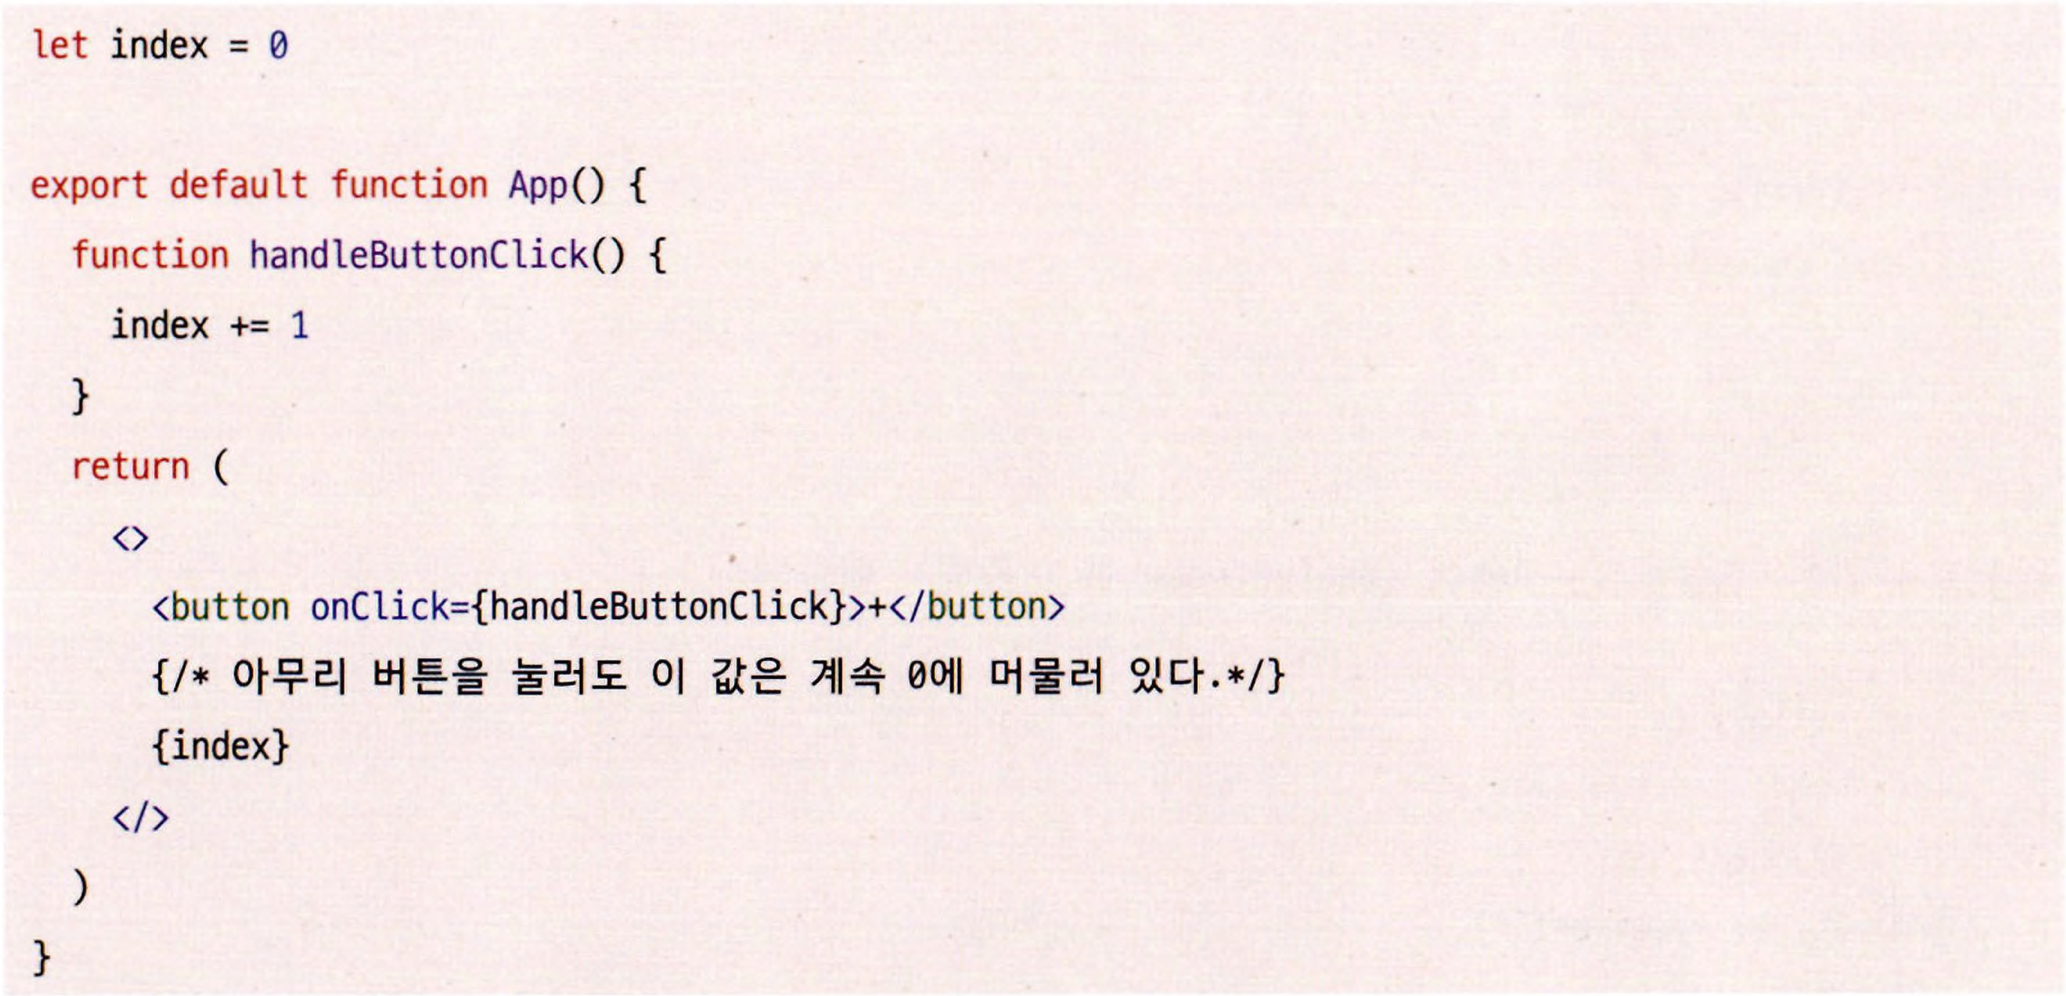 let index = 0
export default function App() {
function handleButtonClick() {
index += 1
}
return (
<>
<button onClick={handleButtonClick}>+</button>
{/* 아무리 버튼을 눌러도 이 값은 계속 0에 머물러 있다.*/}
{index}
</>
)
}